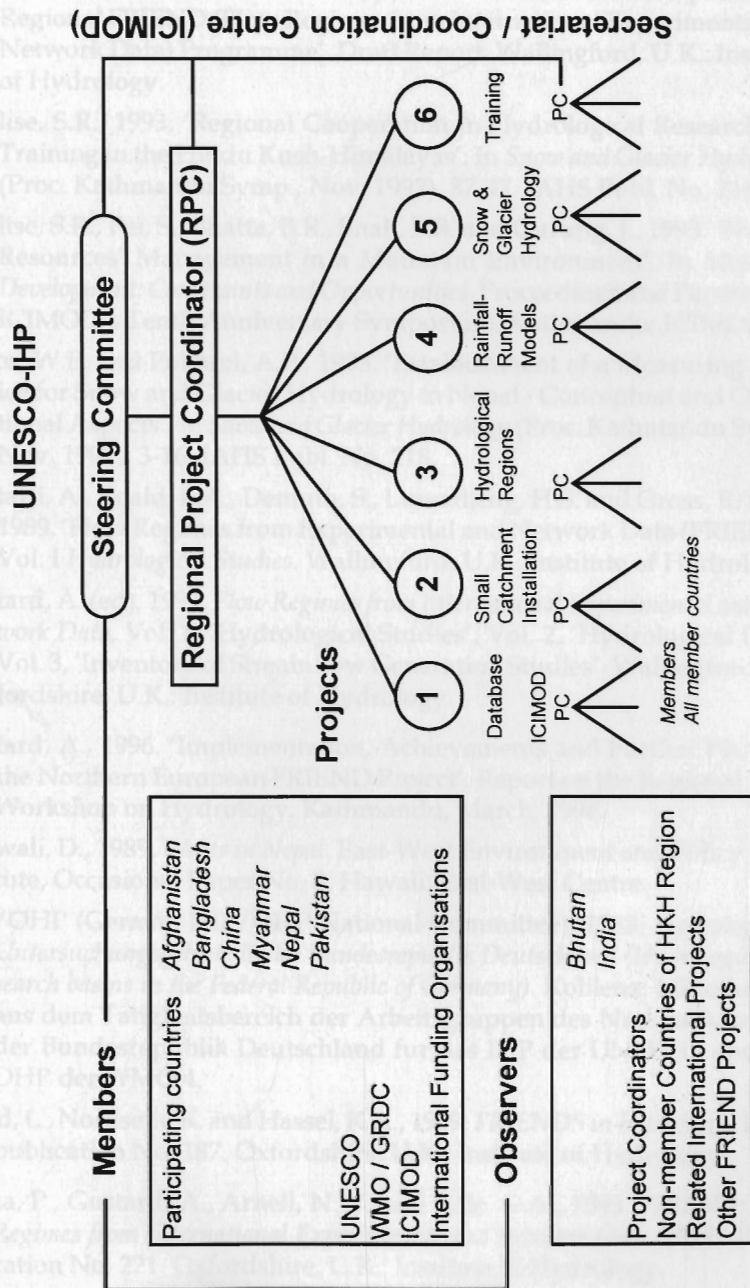 UNESCO-IHP
Steering Committee
Rgional Project Coordinator (RPC)
Secretariat Coordination Centre (ICIMOD)
Members
Participating countries
Afghanistan
Bangladesh
China
Myanmar
Nepal
Pakistan
UNESCO
WMO / GRDC
ICIMOD
International Funding Organisations
Observers
Bhutan
India
Project Coordinators
Non-member Countries of HKH Region
Related International Projects
Other FRIEND Projects
Projects
1
2
3
4
5
6
Database
Small
Catchment
Installation
Hydrological
Regions
Rainfall-
Runoff
Models
Snow &
Glacier
Hydrology
Training
ICIMOD
PC
PC
PC
PC
PC
PC
Members
All member countries